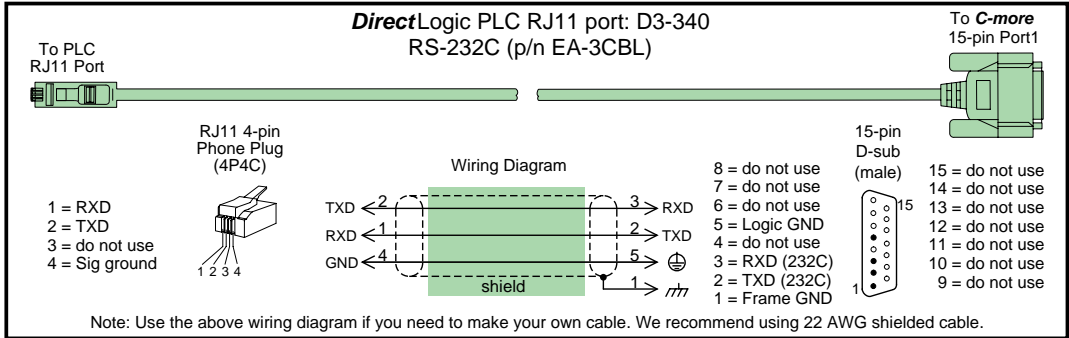 DirectLogic PLC RJ11 port: D3-340
RS-232C (p/n EA-3CBL)
To PLC
RJ11 Port
To C-more
15-pin Port1
RJ11 4-pin
Phone Plug
(4P4C)
1 = RXD
2 = TXD
3 = do not use
4 = Sig ground
1 2 3 4
Wiring Diagram
TXD 2 3 RXD
RXD 1 2 TXD
GND 4 5
shield 1
8 = do not use
7 = do not use
6 = do not use
5 = Logic GND
4 = do not use
3 = RXD (232C)
2 = TXD (232C)
1 = Frame GND
15-pin
D-sub
(male)
15
1
15 = do not use
14 = do not use
13 = do not use
12 = do not use
11 = do not use
10 = do not use
9 = do not use
Note: Use the above wiring diagram if you need to make your own cable. We recommend using 22 AWG shielded cable.